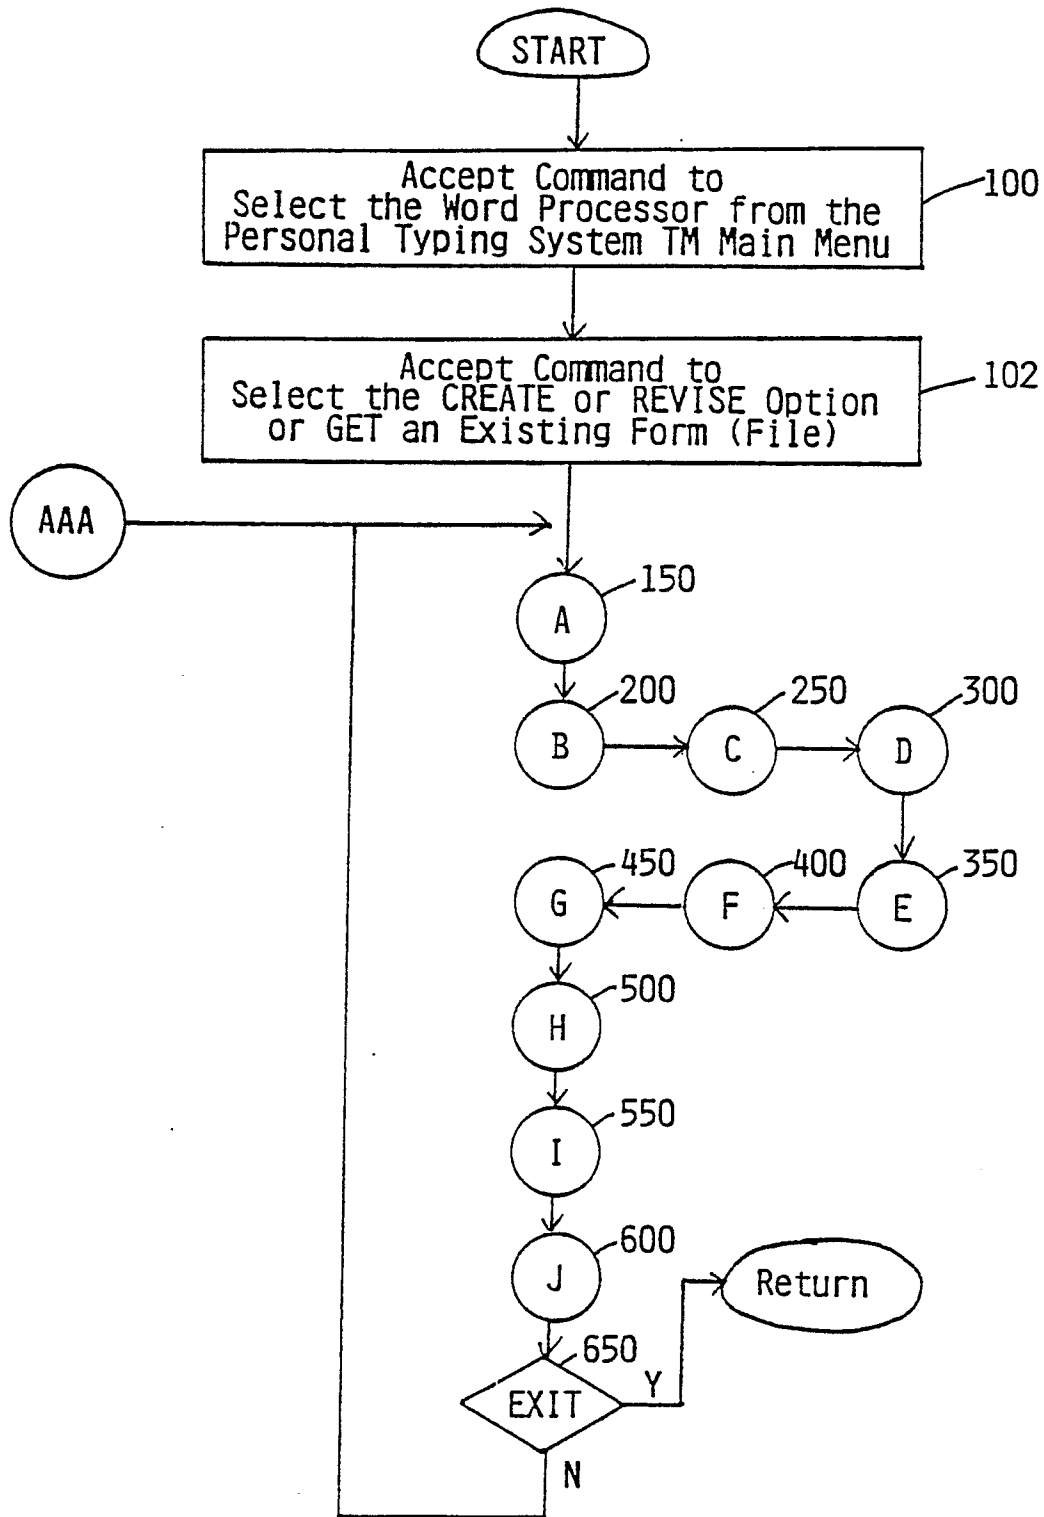 START
Accept Command to
Select the Word Processor from the
Personal Typing System TM Main Menu
100
Accept Command to
Select the CREATE or REVISE Option
or GET an Existing Form (File)
102
AAA
150
A
200
250
300
B
C
D
450
400
350
G
F
E
500
H
550
I
600
J
Return
650
EXIT
Y
N